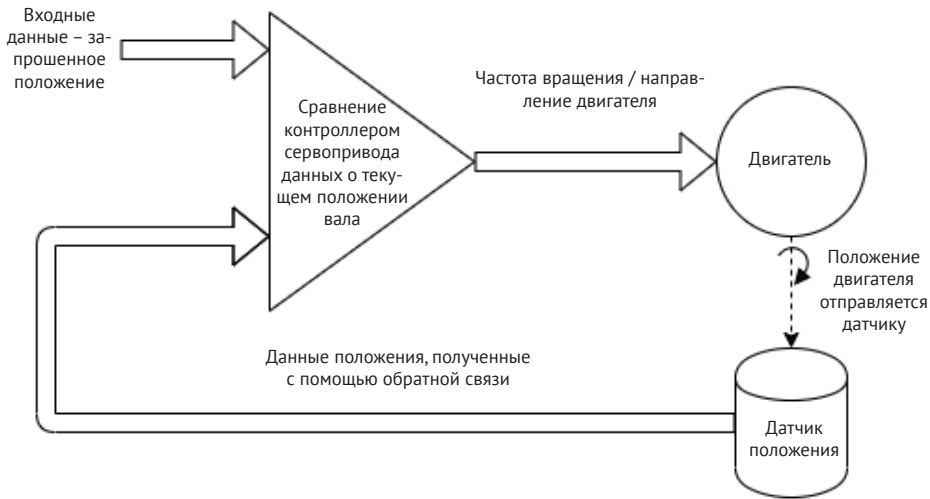 Входные
данные – за-
прошенное
положение
Сравнение
контроллером
сервопривода
данных о теку-
щем положении
вала
Частота вращения / направ-
ление двигателя
Двигатель
Положение
двигателя
отправляется
датчику
Данные положения, полученные
с помощью обратной связи
Датчик
положения